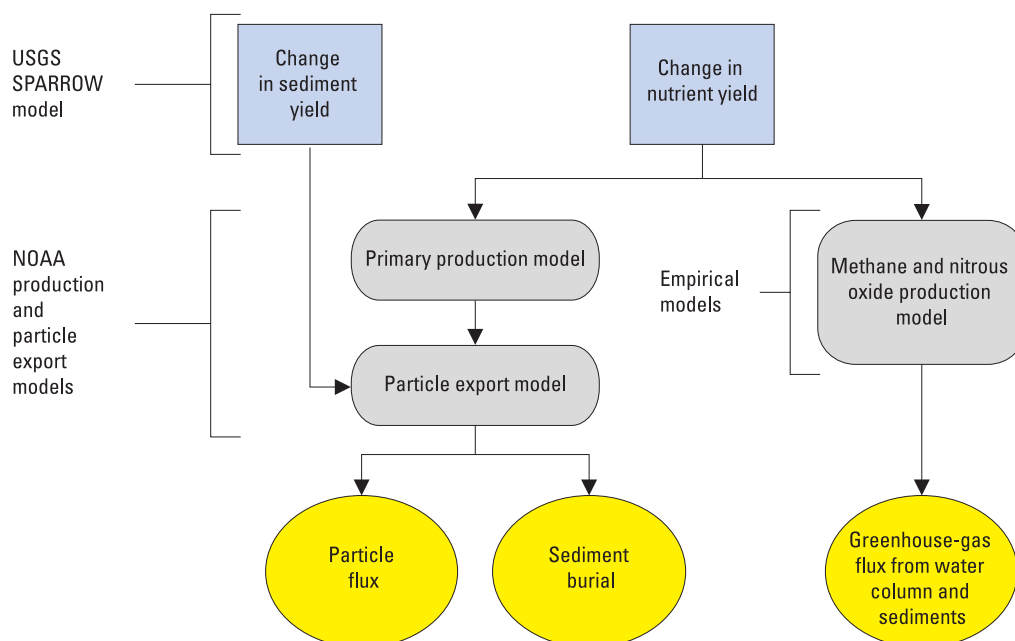 USGS
SPARROW
model
Change
in sediment
yield
Change in
nutrient yield
NOAA
production
and
particle
export
models
Primary production model
Particle export model
Empirical
models
Methane and nitrous
oxide production
model
Particle
flux
Sediment
burial
Greenhouse-gas
flux from water
column and
sediments